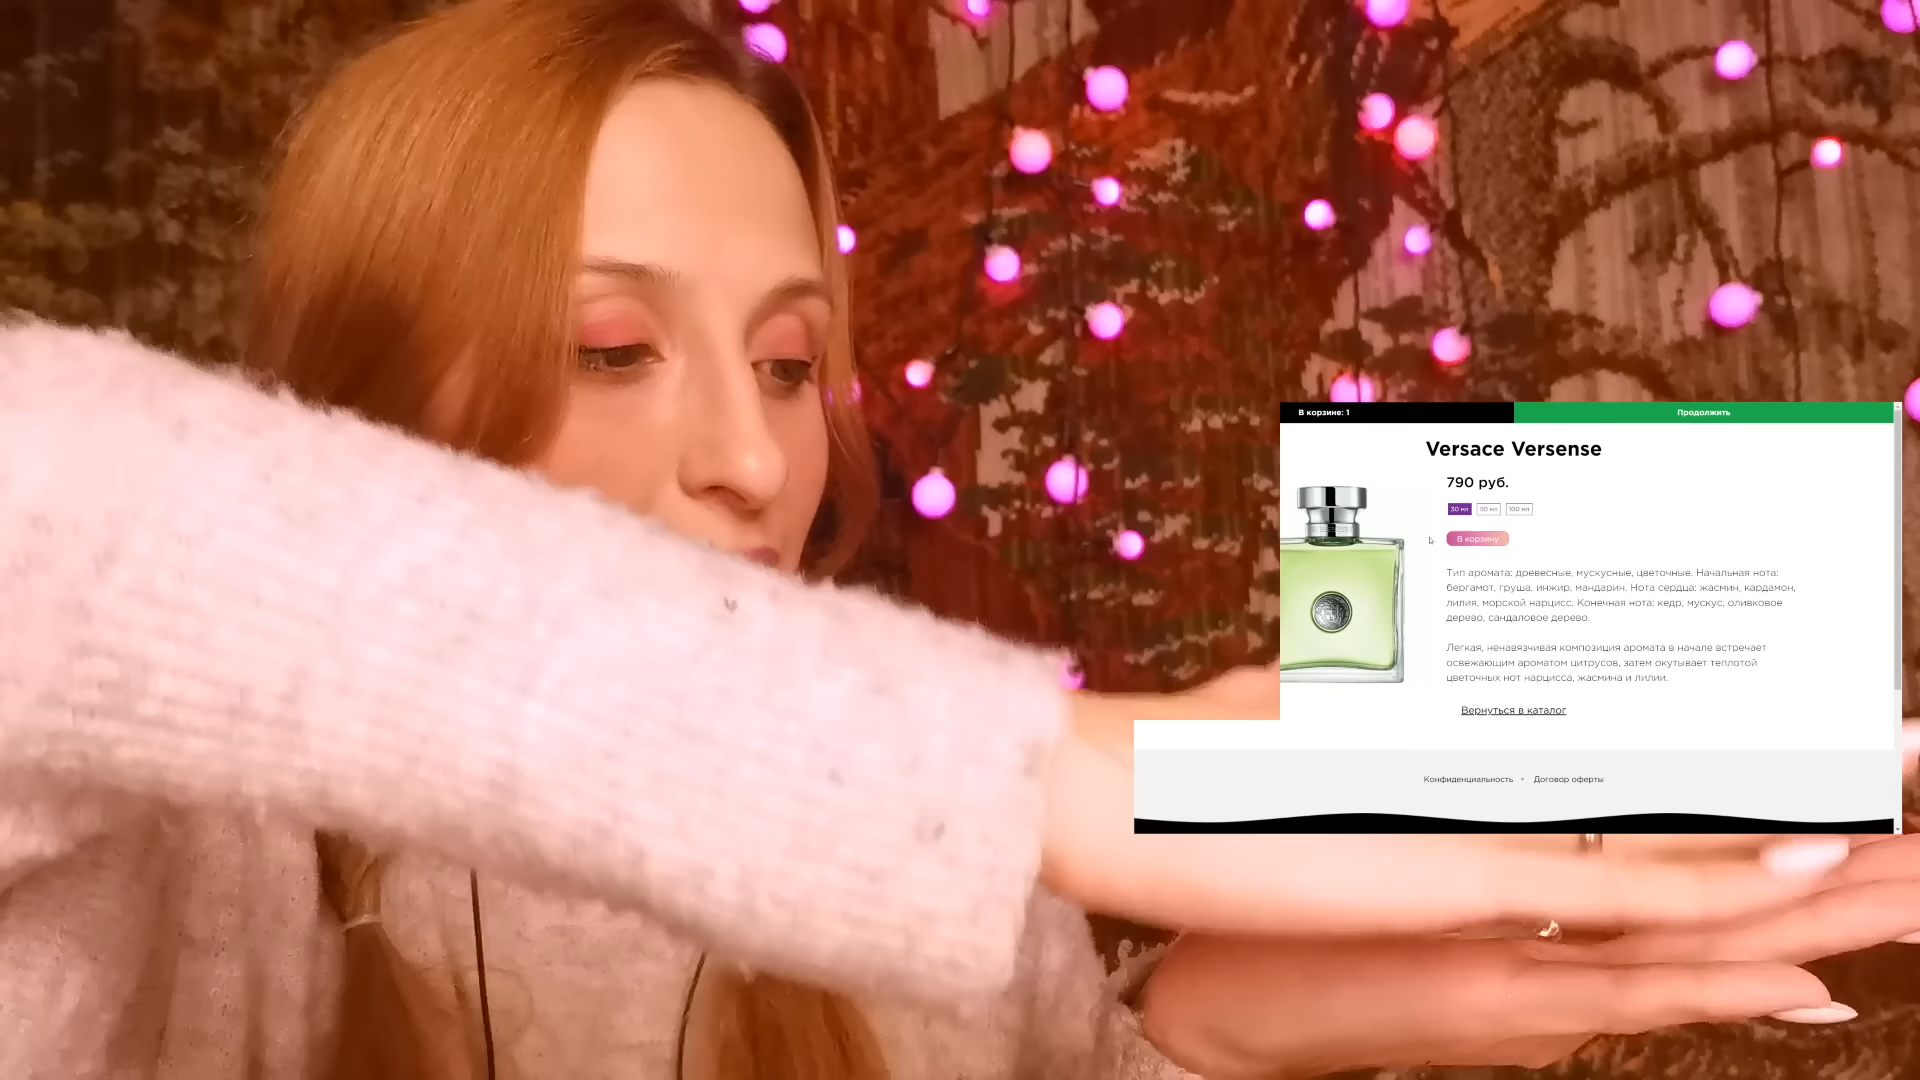 В корзине: 1
Продолжить
Versace Versense
790 руб.
30 мл 50 мл 100 мл
В корзину
Тип аромата: древесные, мускусные, цветочные. Начальная нота:
бергамот, груша, инжир, мандарин. Нота сердца: жасмин, кардамон,
лилия, морской нарцисс. Конечная нота: кедр, мускус, оливковое
дерево, сандаловое дерево.
Легкая, ненавязчивая композиция аромата в начале встречает
освежающим ароматом цитрусов, затем окутывает теплотой
цветочных нот нарцисса, жасмина и лилии.
Вернуться в каталог
Конфиденциальность • Договор оферты